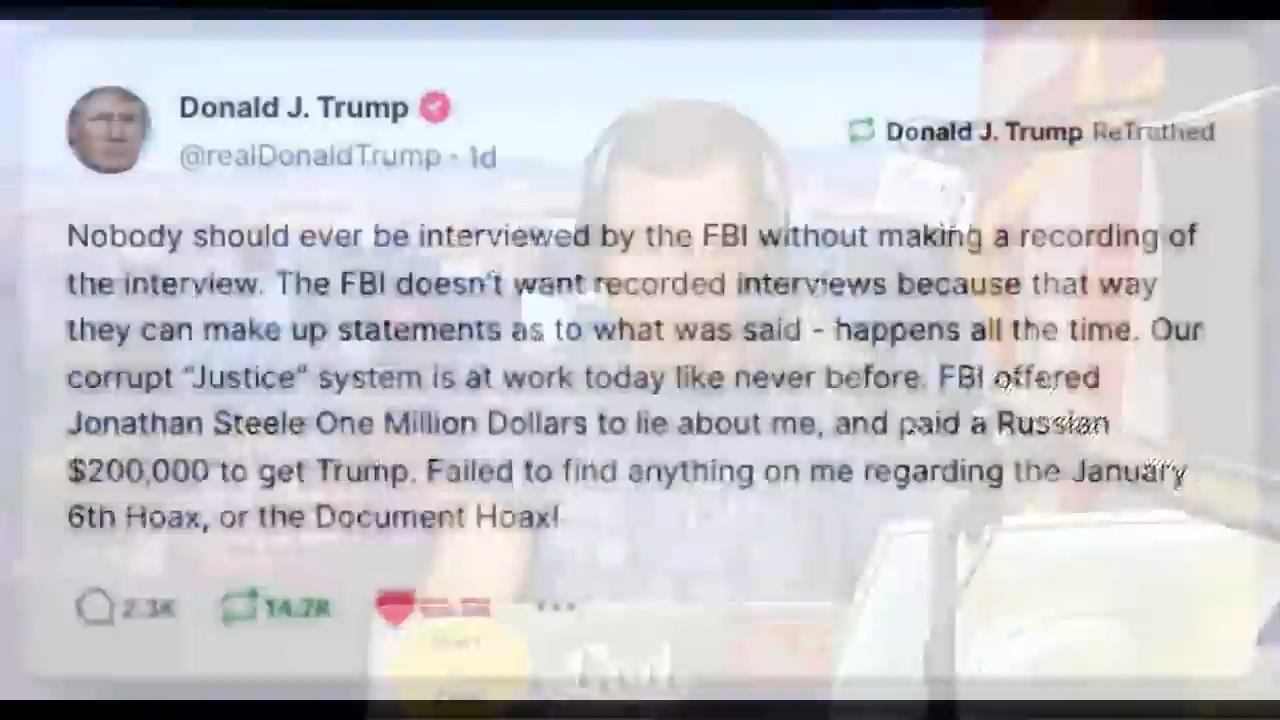 Donald J. Trump
Donald J. Trump ReTruthed
@realDonaldTrump · 1d
Nobody should ever be interviewed by the FBI without making a recording of
the interview. The FBI doesn't want recorded interviews because that way
they can make up statements as to what was said - happens all the time. Our
corrupt "Justice" system is at work today like never before. FBI offered
Jonathan Steele One Million Dollars to lie about me, and paid a Russian
$200,000 to get Trump. Failed to find anything on me regarding the January
6th Hoax, or the Document Hoax!
2.3K 14.2K